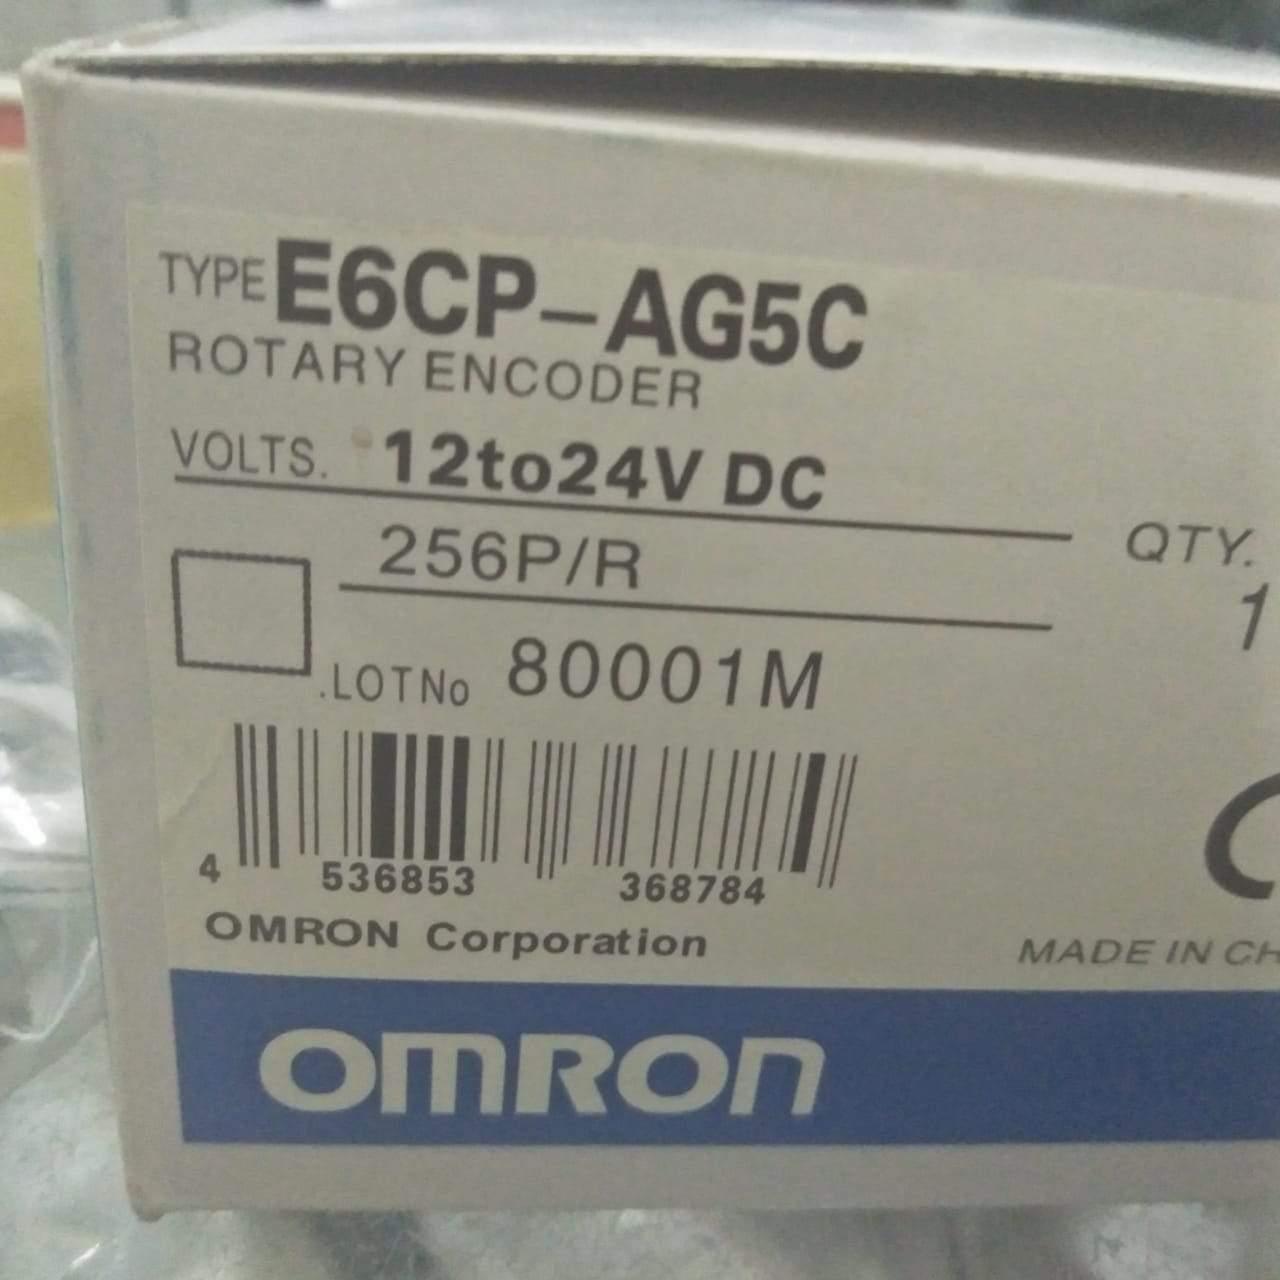 TYPE E6CP-AG5C
ROTARY ENCODER
VOLTS. 12to24V DC
256P/R
QTY.
1
.LOTNo 80001M
4 536853 368784
OMRON Corporation
MADE IN CH
OMRON